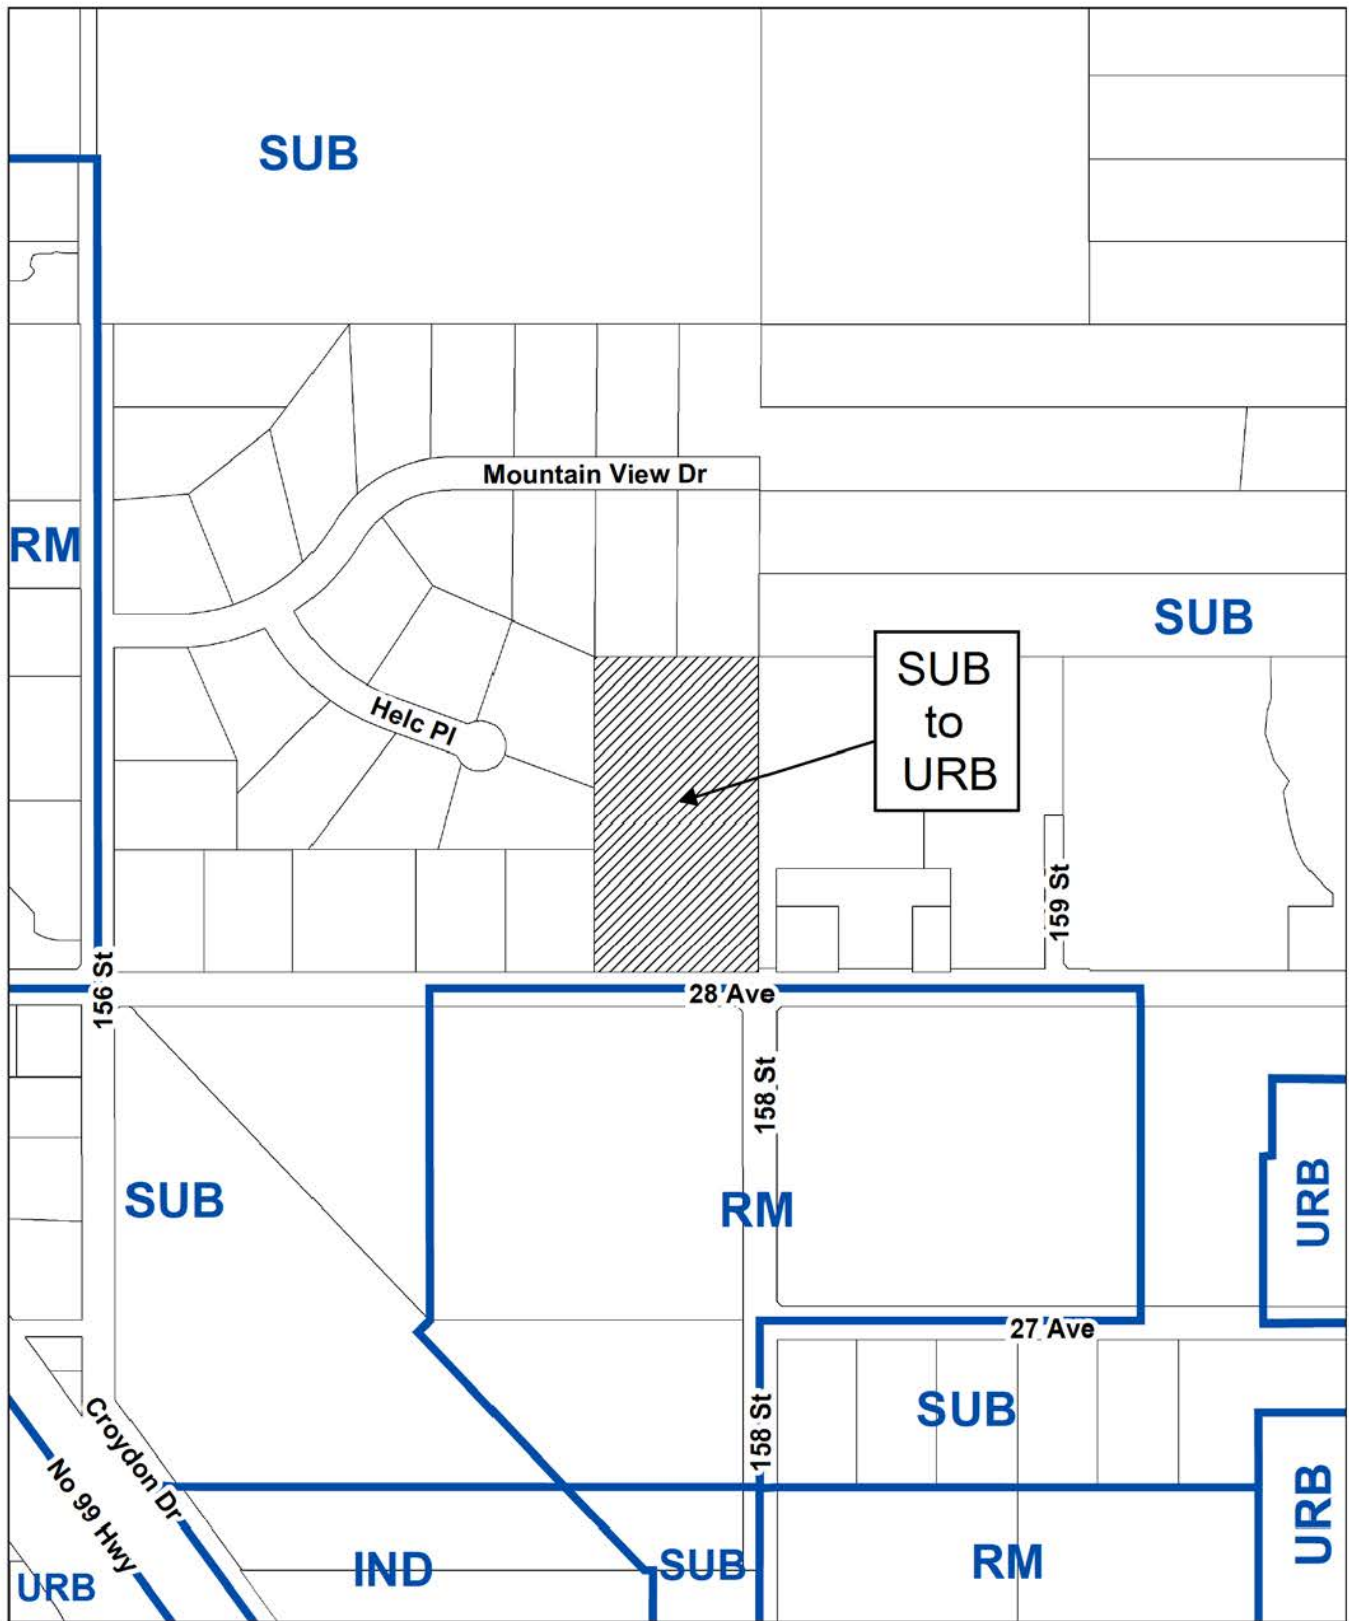 SUB
Mountain View Dr
RM
SUB
SUB
to
URB
Helc Pl
159 St
156 St
28 Ave
158 St
URB
SUB
RM
27 Ave
SUB
158 St
Croydon Dr
No 99 Hwy
URB
IND
SUB
RM
URB